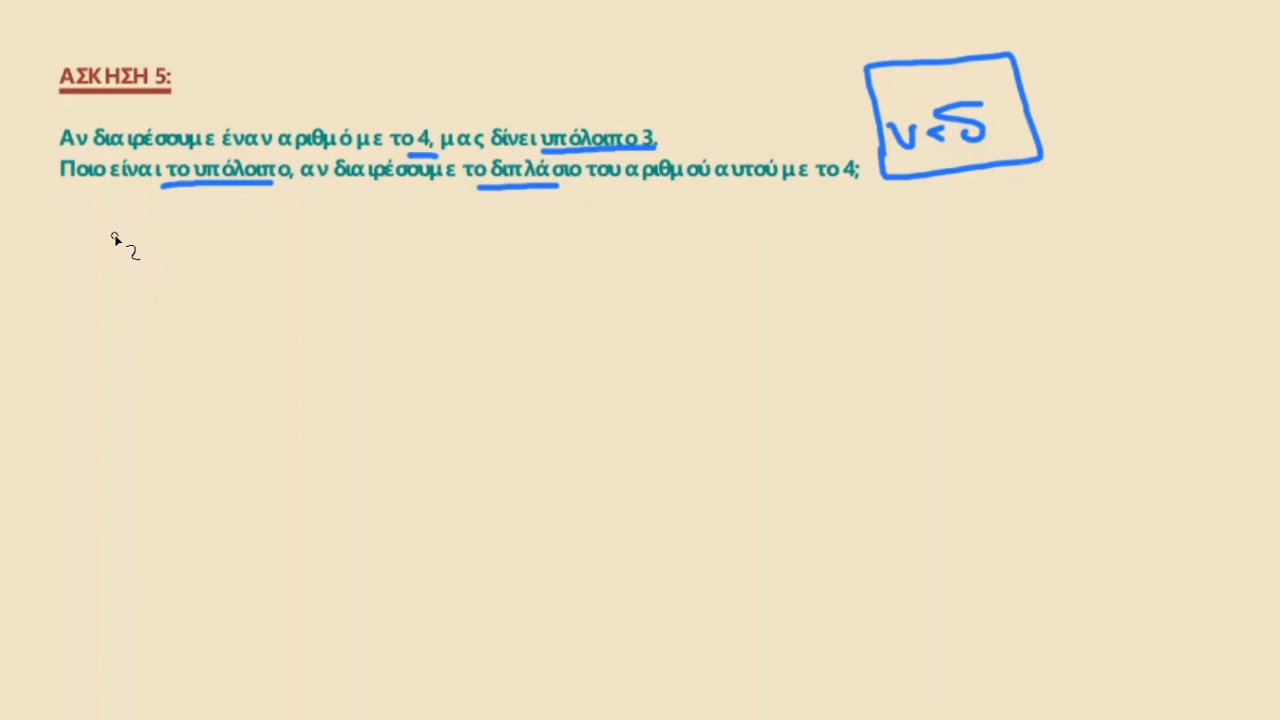 ΑΣΚΗΣΗ 5:
υ<δ
Αν διαιρέσουμε έναν αριθμό με το 4, μας δίνει υπόλοιπο 3.
Ποιο είναι το υπόλοιπο, αν διαιρέσουμε το διπλάσιο του αριθμού αυτού με το 4;